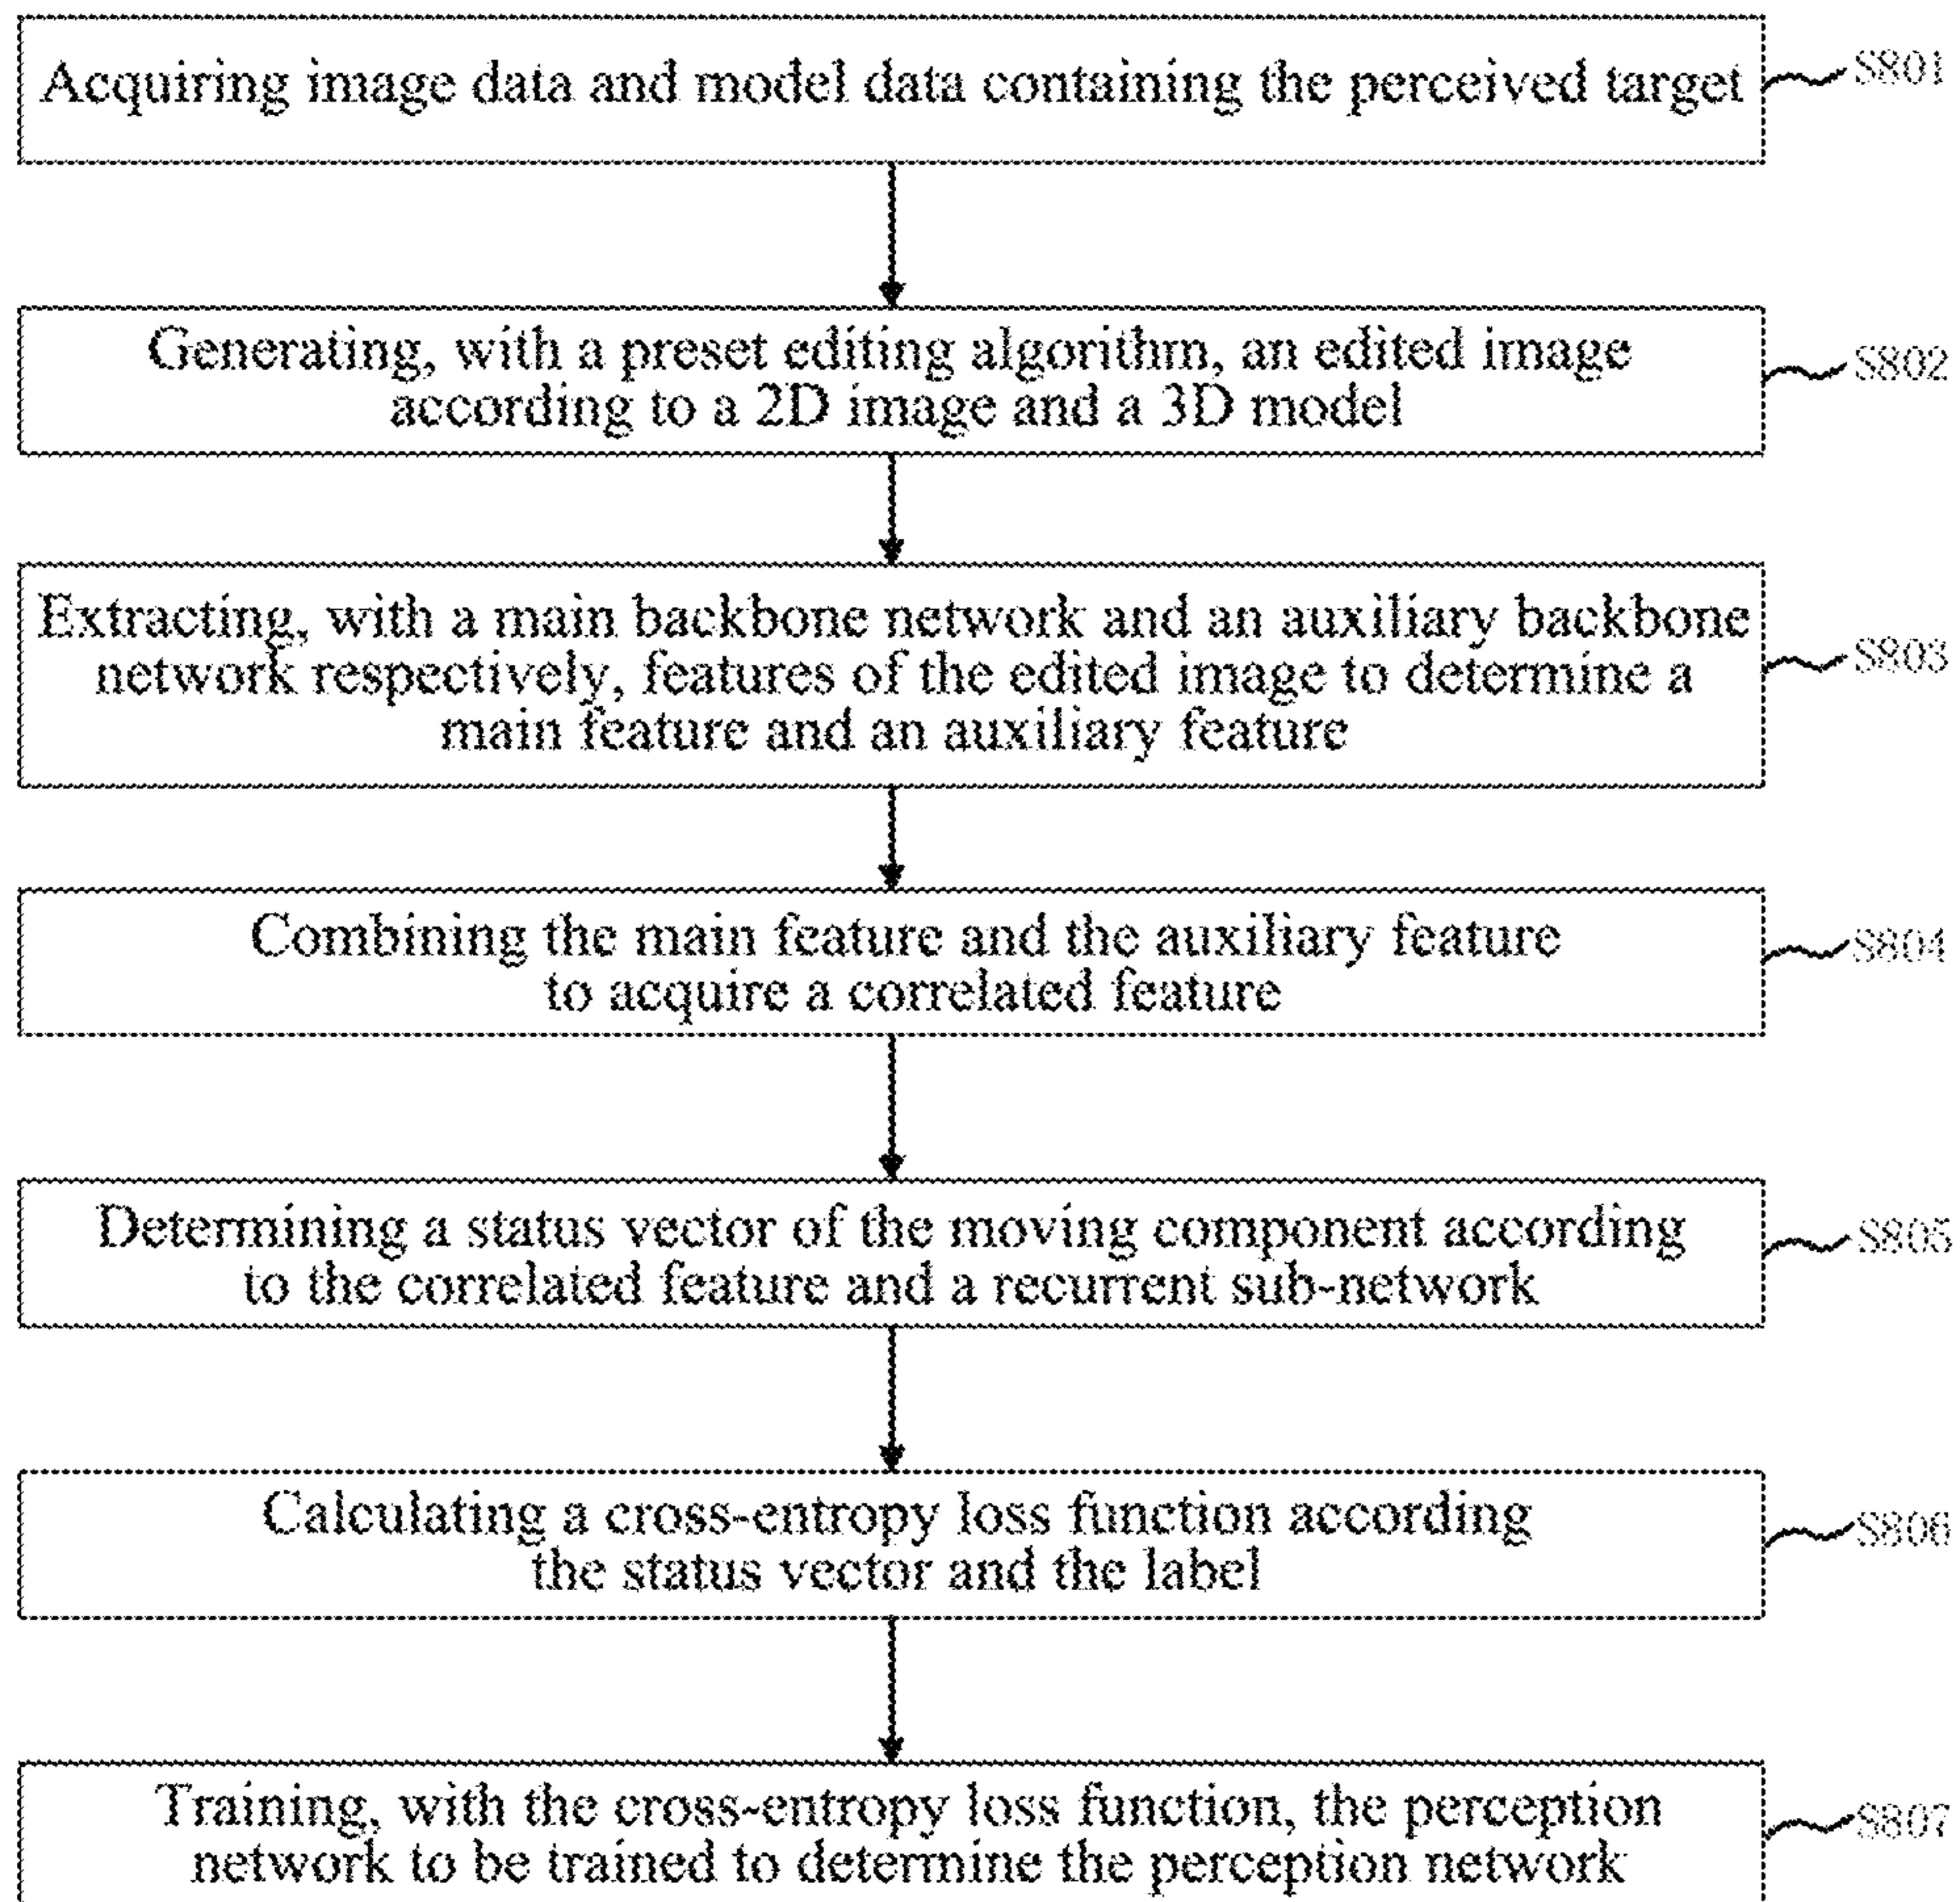 Acquiring image data and model data containing the perceived target
S801
Generating, with a preset editing algorithm, an edited image
according to a 2D image and a 3D model
S802
Extracting, with a main backbone network and an auxiliary backbone
network respectively, features of the edited image to determine a
main feature and an auxiliary feature
S803
Combining the main feature and the auxiliary feature
to acquire a correlated feature
S804
Determining a status vector of the moving component according
to the correlated feature and a recurrent sub-network
S805
Calculating a cross-entropy loss function according
the status vector and the label
S806
Training, with the cross-entropy loss function, the perception
network to be trained to determine the perception network
S807